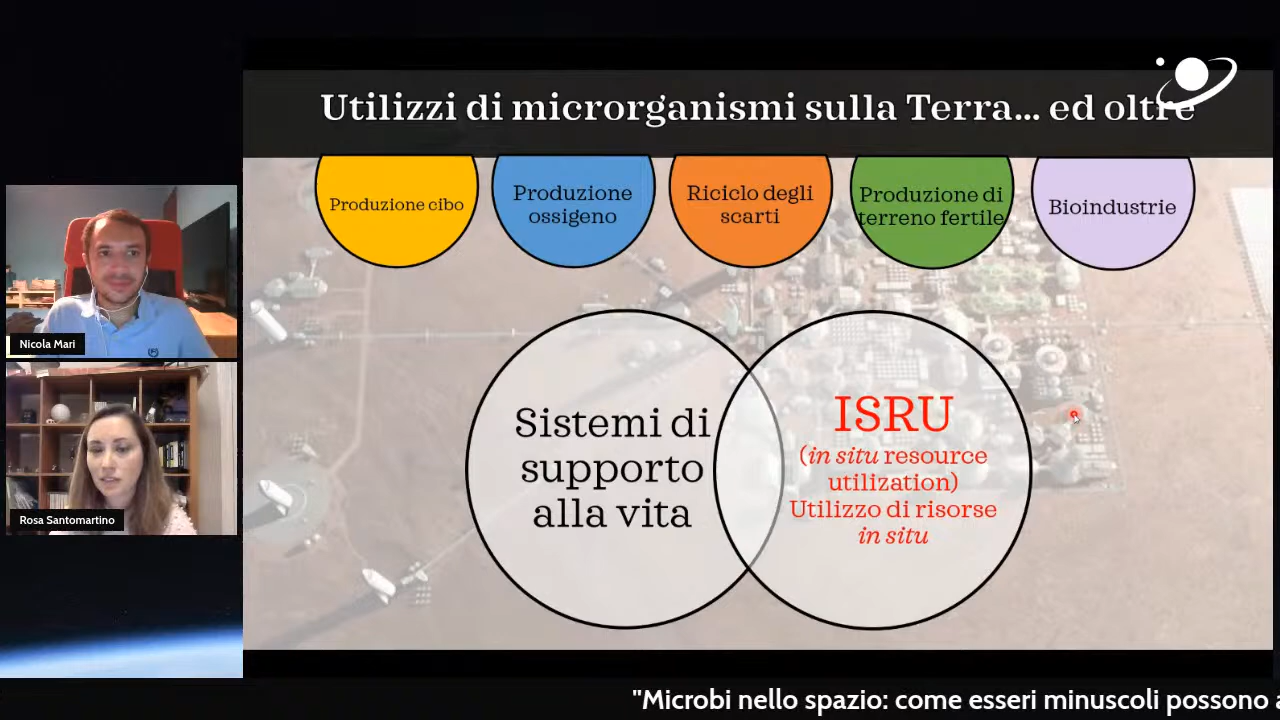 Utilizzi di microrganismi sulla Terra... ed oltre
Produzione cibo
Produzione
ossigeno
Riciclo degli
scarti
Produzione di
terreno fertile
Bioindustrie
Nicola Mari
Rosa Santomartino
Sistemi di
supporto
alla vita
ISRU
(in situ resource
utilization)
Utilizzo di risorse
in situ
"Microbi nello spazio: come esseri minuscoli possono a